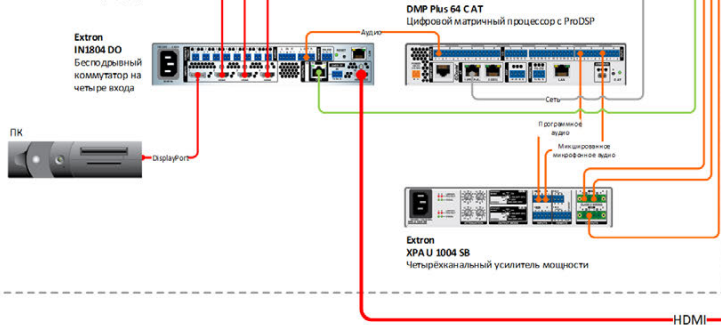 DMP Plus 64 C AT
Цифровой матричный процессор с ProDSP
Аудио
Extron
IN1804 DO
Бесподрывный
коммутатор на
четыре входа
Сеть
ПК
DisplayPort
Программное
аудио
Микшированное
микрофонное аудио
Extron
XPA U 1004 SB
Четырёхканальный усилитель мощности
HDMI